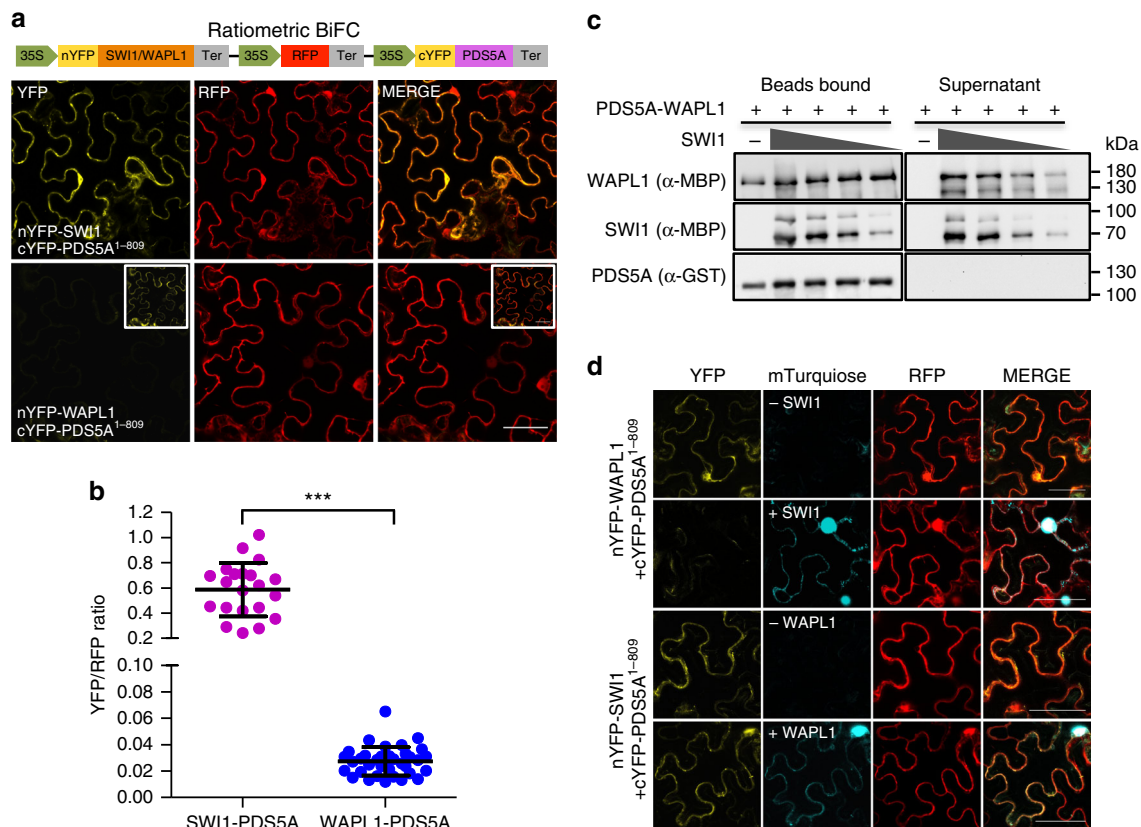 a
Ratiometric BiFC
35S nYFP SWI1/WAPL1 Ter 35S RFP Ter 35S cYFP PDS5A Ter
YFP RFP MERGE
nYFP-SWI1
cYFP-PDS5A1–809
nYFP-WAPL1
cYFP-PDS5A1–809
b
***
YFP/RFP ratio
1.2
1.0
0.8
0.6
0.4
0.2
0.10
0.08
0.06
0.04
0.02
0.00
SWI1-PDS5A WAPL1-PDS5A
c
Beads bound Supernatant
PDS5A-WAPL1 + + + + + + + + + +
SWI1 – –
kDa
WAPL1 (α-MBP) 180
130
SWI1 (α-MBP) 100
70
PDS5A (α-GST) 130
100
d
YFP mTurquiose RFP MERGE
nYFP-WAPL1
+cYFP-PDS5A1–809
– SWI1
+ SWI1
nYFP-SWI1
+cYFP-PDS5A1–809
– WAPL1
+ WAPL1